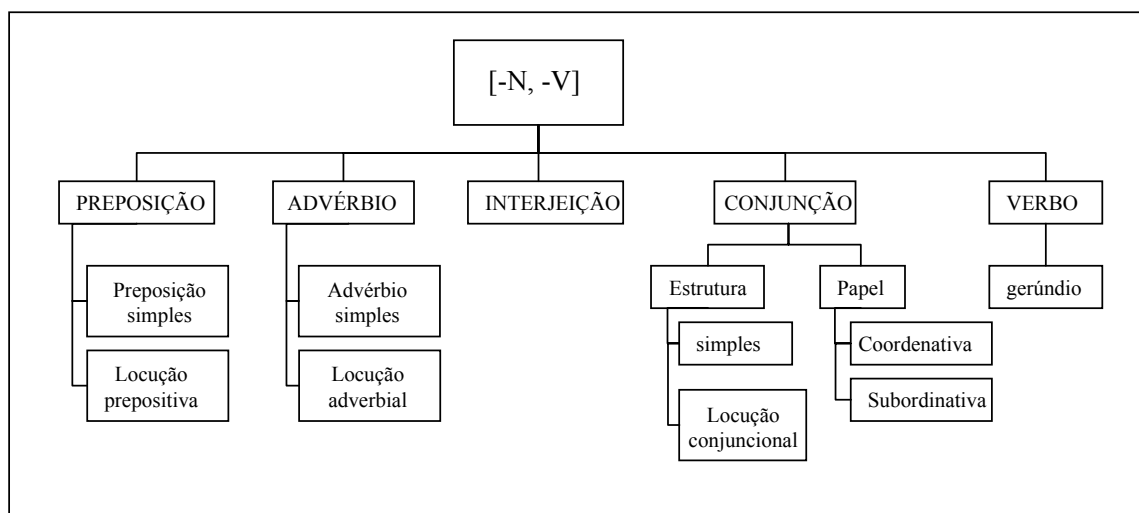 [-N, -V]
PREPOSIÇÃO
ADVÉRBIO
INTERJEIÇÃO
CONJUNÇÃO
VERBO
Preposição
simples
Locução
prepositiva
Advérbio
simples
Locução
adverbial
Estrutura
simples
Locução
conjuncional
Papel
Coordenativa
Subordinativa
gerúndio